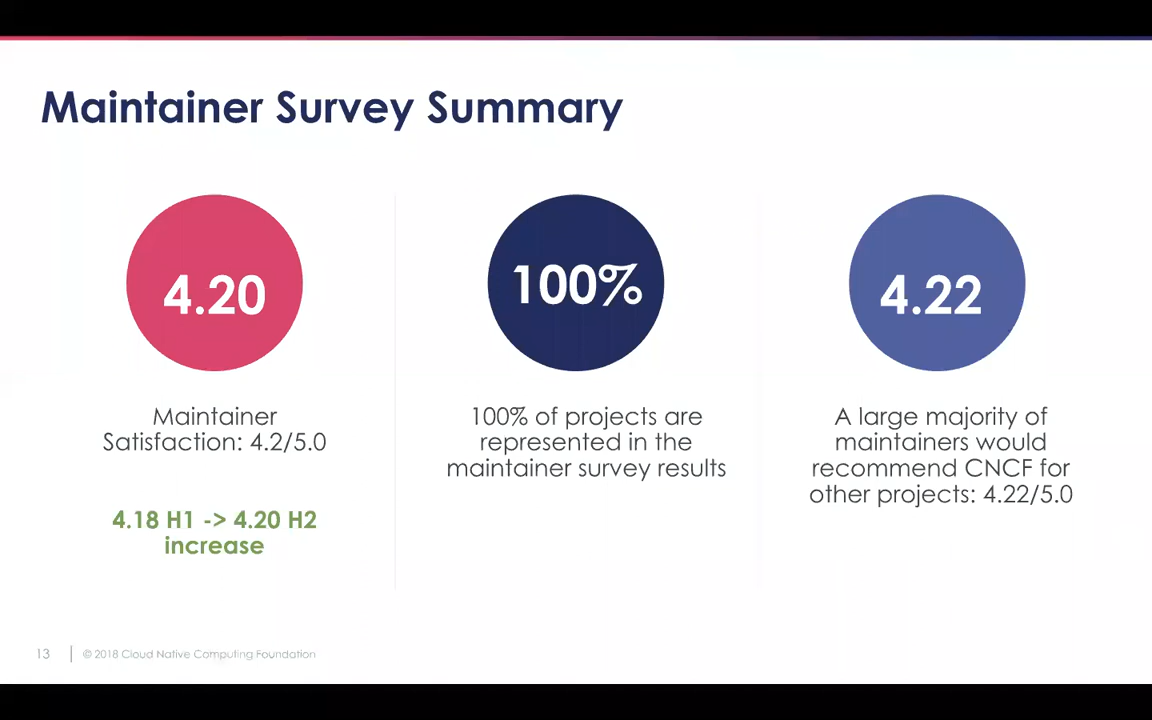 Maintainer Survey Summary
4.20
Maintainer
Satisfaction: 4.2/5.0
4.18 H1 -> 4.20 H2
increase
100%
100% of projects are
represented in the
maintainer survey results
4.22
A large majority of
maintainers would
recommend CNCF for
other projects: 4.22/5.0
13
© 2018 Cloud Native Computing Foundation